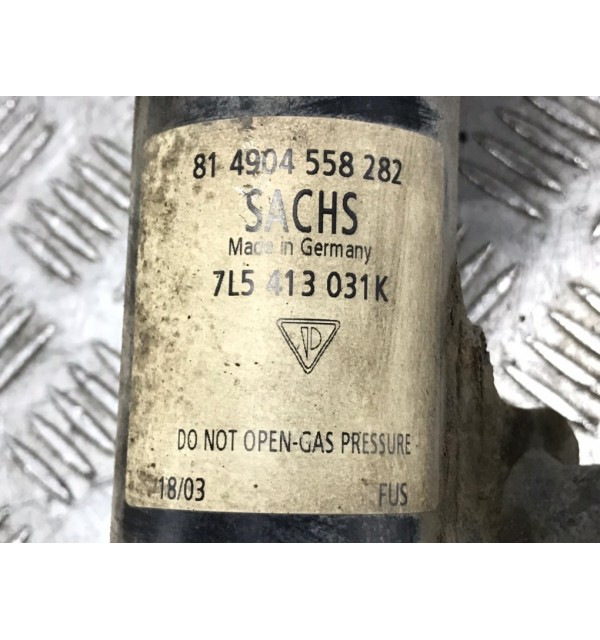 81 4904 558 282
SACHS
Made in Germany
7L5 413 031K
DO NOT OPEN-GAS PRESSURE
18/03 FUS